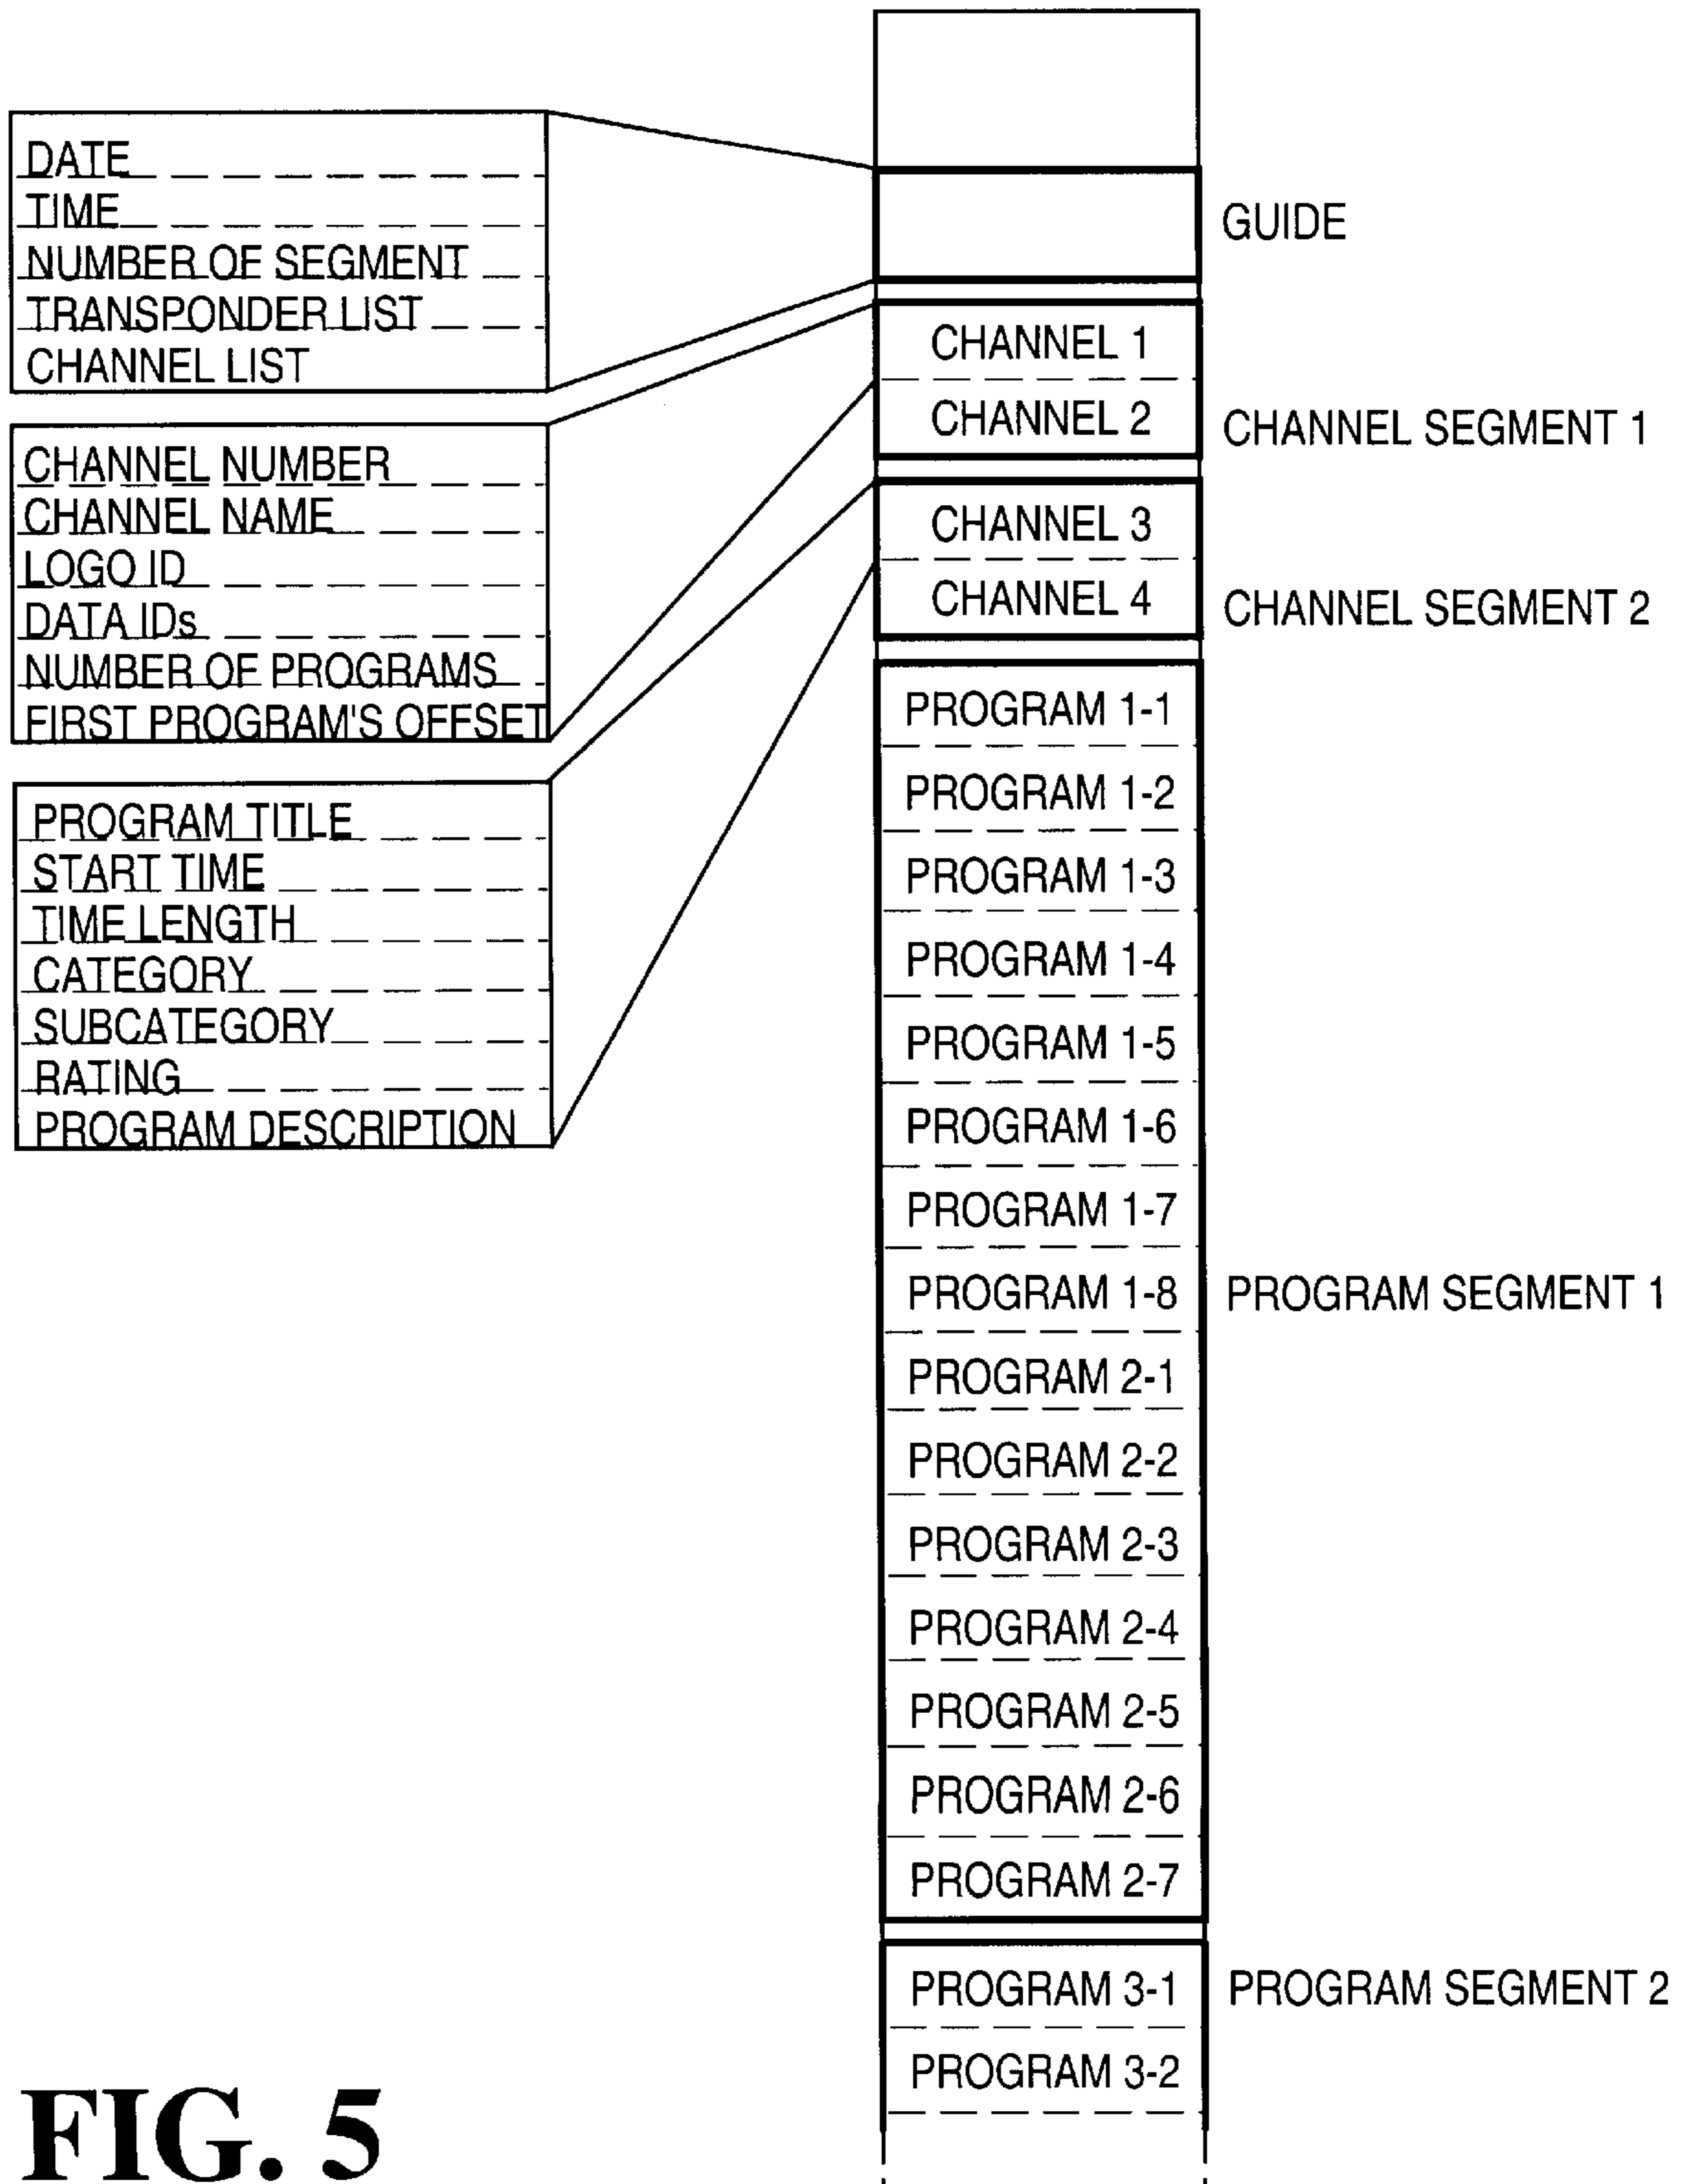 DATE
TIME
NUMBER OF SEGMENT
TRANSPONDER LIST
CHANNEL LIST
CHANNEL NUMBER
CHANNEL NAME
LOGO ID
DATA IDs
NUMBER OF PROGRAMS
FIRST PROGRAM'S OFFSET
PROGRAM TITLE
START TIME
TIME LENGTH
CATEGORY
SUBCATEGORY
RATING
PROGRAM DESCRIPTION
GUIDE
CHANNEL 1
CHANNEL 2
CHANNEL SEGMENT 1
CHANNEL 3
CHANNEL 4
CHANNEL SEGMENT 2
PROGRAM 1-1
PROGRAM 1-2
PROGRAM 1-3
PROGRAM 1-4
PROGRAM 1-5
PROGRAM 1-6
PROGRAM 1-7
PROGRAM 1-8
PROGRAM SEGMENT 1
PROGRAM 2-1
PROGRAM 2-2
PROGRAM 2-3
PROGRAM 2-4
PROGRAM 2-5
PROGRAM 2-6
PROGRAM 2-7
PROGRAM 3-1
PROGRAM SEGMENT 2
PROGRAM 3-2
FIG. 5